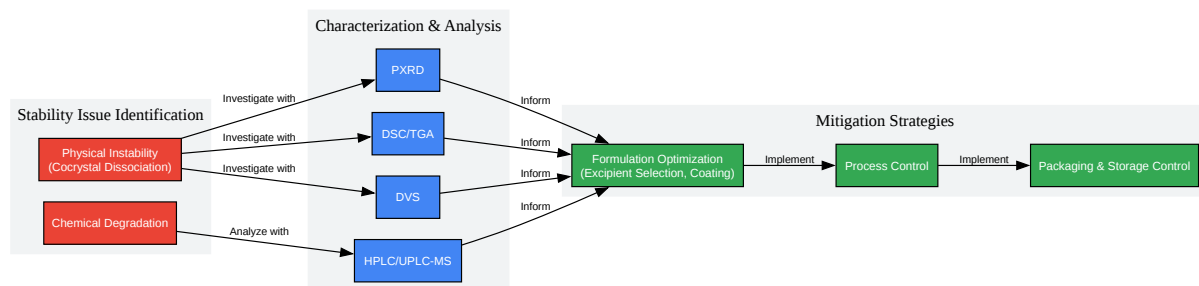 Stability Issue Identification
Physical Instability
(Cocrystal Dissociation)
Chemical Degradation
Investigate with
Investigate with
Investigate with
Analyze with
Characterization & Analysis
PXRD
DSC/TGA
DVS
HPLC/UPLC-MS
Inform
Inform
Inform
Inform
Mitigation Strategies
Formulation Optimization
(Excipient Selection, Coating)
Implement
Process Control
Implement
Packaging & Storage Control